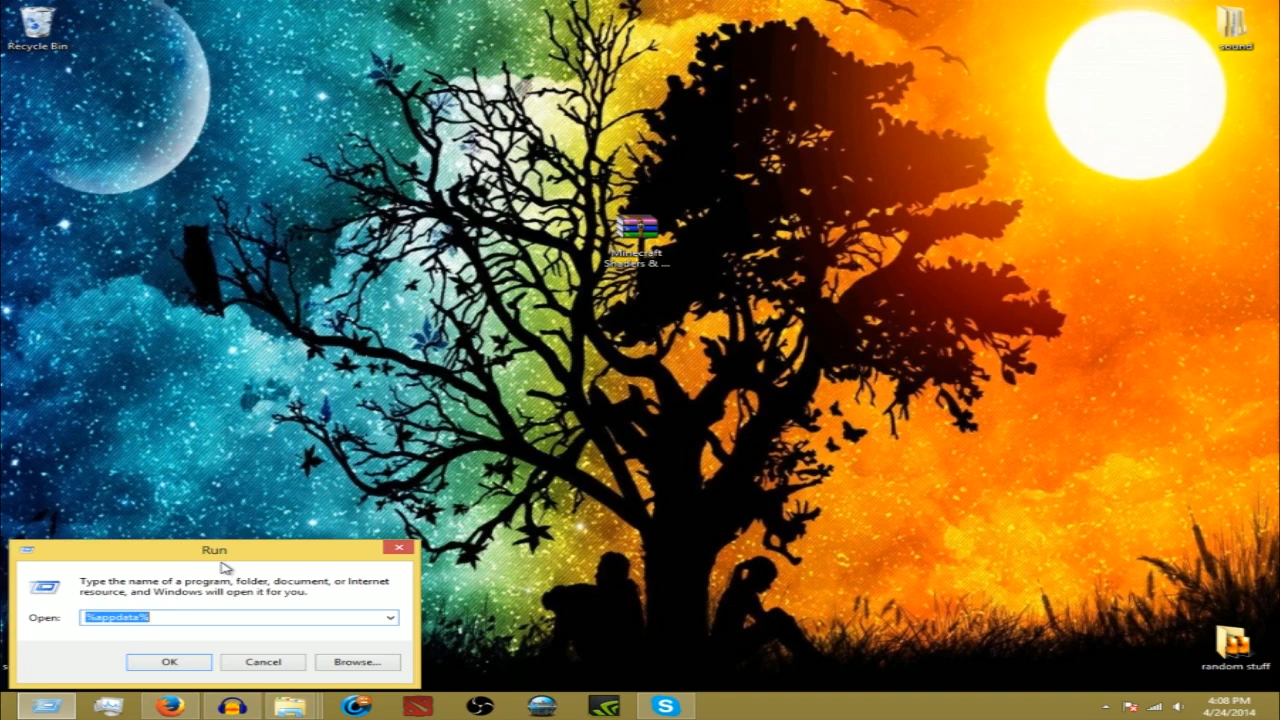 Recycle Bin
sound
Minecraft
Shaders & ...
Run
Type the name of a program, folder, document, or Internet
resource, and Windows will open it for you.
Open:
%appdata%
OK
Cancel
Browse...
random stuff
4:08 PM
4/24/2014